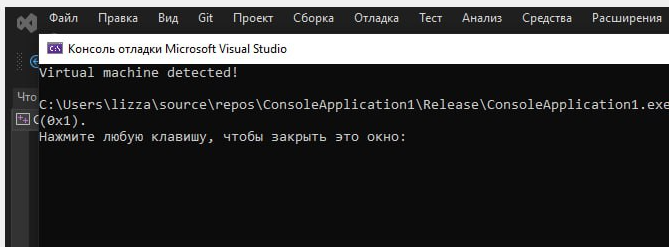 Файл Правка Вид Git Проект Сборка Отладка Тест Анализ Средства Расширения
C:\ Консоль отладки Microsoft Visual Studio
Virtual machine detected!
Что
C:\Users\lizza\source\repos\ConsoleApplication1\Release\ConsoleApplication1.exe
(0x1).
Нажмите любую клавишу, чтобы закрыть это окно: